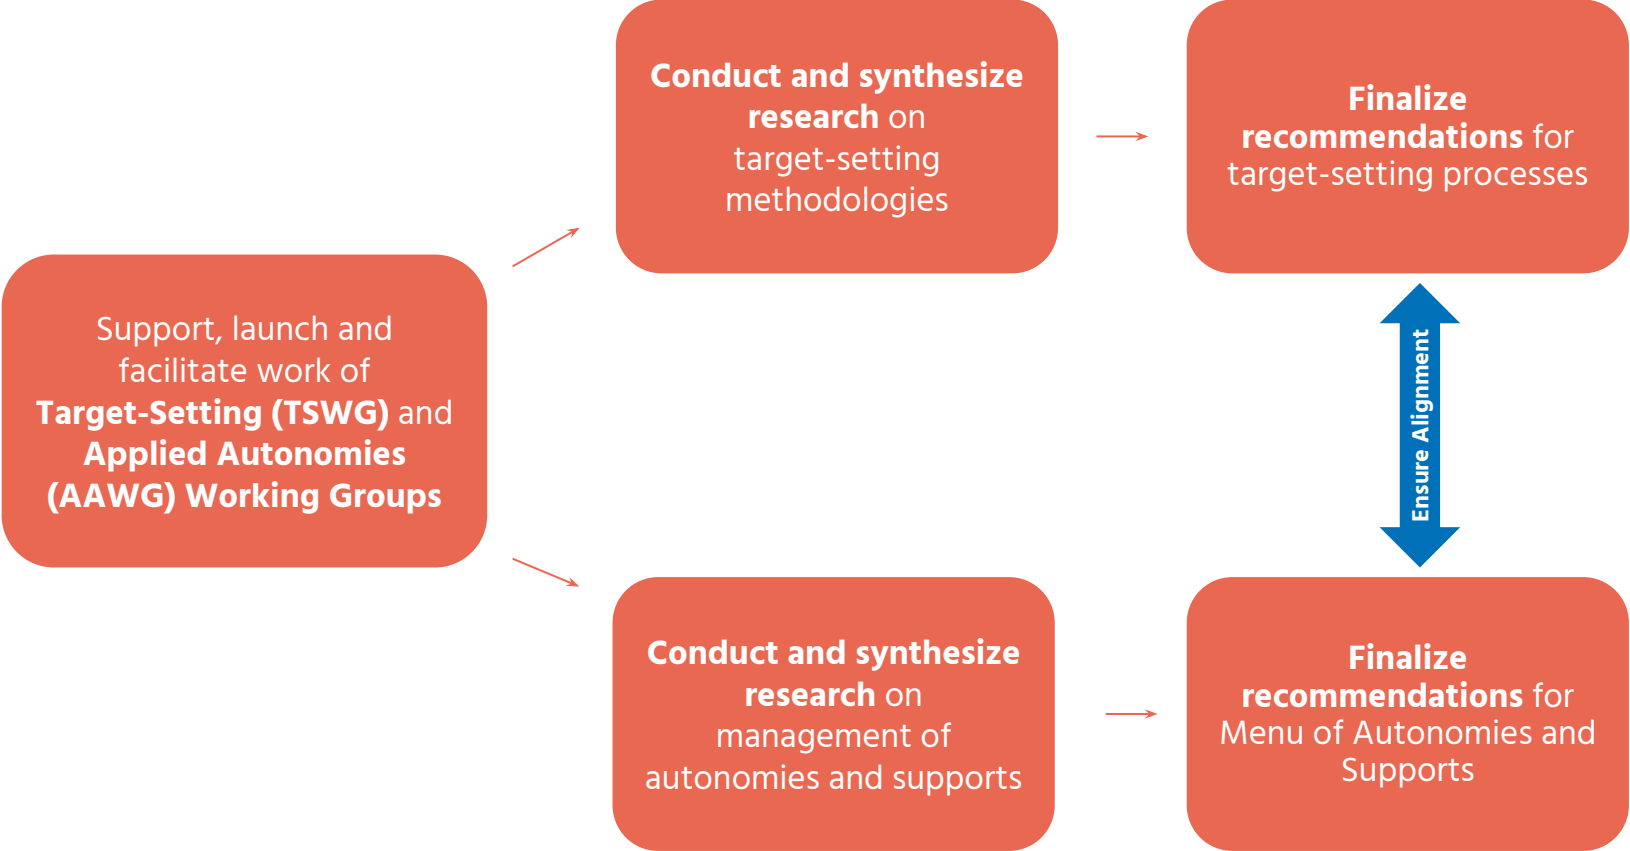 Support, launch and
facilitate work of
Target-Setting (TSWG) and
Applied Autonomies
(AAWG) Working Groups
Conduct and synthesize
research on
target-setting
methodologies
Finalize
recommendations for
target-setting processes
Ensure Alignment
Conduct and synthesize
research on
management of
autonomies and supports
Finalize
recommendations for
Menu of Autonomies and
Supports